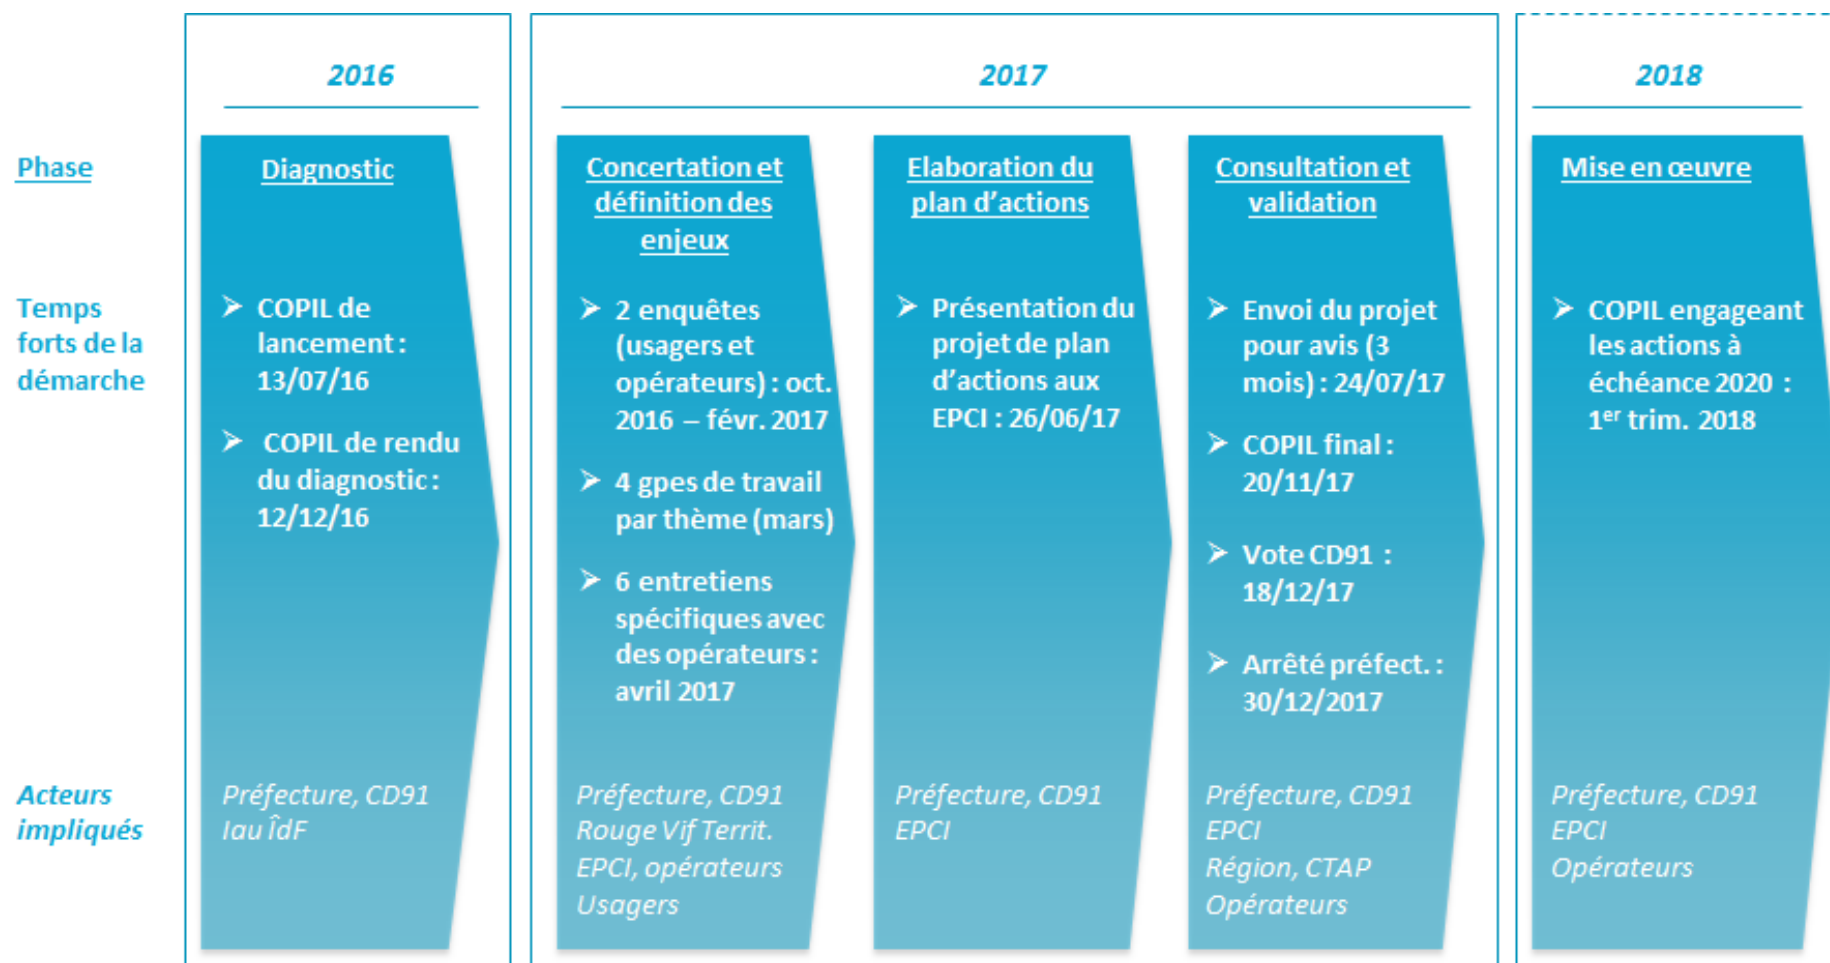 2016
2017
2018
Phase
Diagnostic
Concertation et
définition des
enjeux
Elaboration du
plan d'actions
Consultation et
validation
Mise en œuvre
Temps
forts de la
démarche
➢ COPIL de
lancement :
13/07/16
➢ COPIL de rendu
du diagnostic :
12/12/16
➢ 2 enquêtes
(usagers et
opérateurs) : oct.
2016 – févr. 2017
➢ 4 gpes de travail
par thème (mars)
➢ 6 entretiens
spécifiques avec
des opérateurs :
avril 2017
➢ Présentation du
projet de plan
d'actions aux
EPCI : 26/06/17
➢ Envoi du projet
pour avis (3
mois) : 24/07/17
➢ COPIL final :
20/11/17
➢ Vote CD91 :
18/12/17
➢ Arrêté préfect. :
30/12/2017
➢ COPIL engageant
les actions à
échéance 2020 :
1er trim. 2018
Acteurs
impliqués
Préfecture, CD91
Iau ÎdF
Préfecture, CD91
Rouge Vif Territ.
EPCI, opérateurs
Usagers
Préfecture, CD91
EPCI
Préfecture, CD91
EPCI
Région, CTAP
Opérateurs
Préfecture, CD91
EPCI
Opérateurs